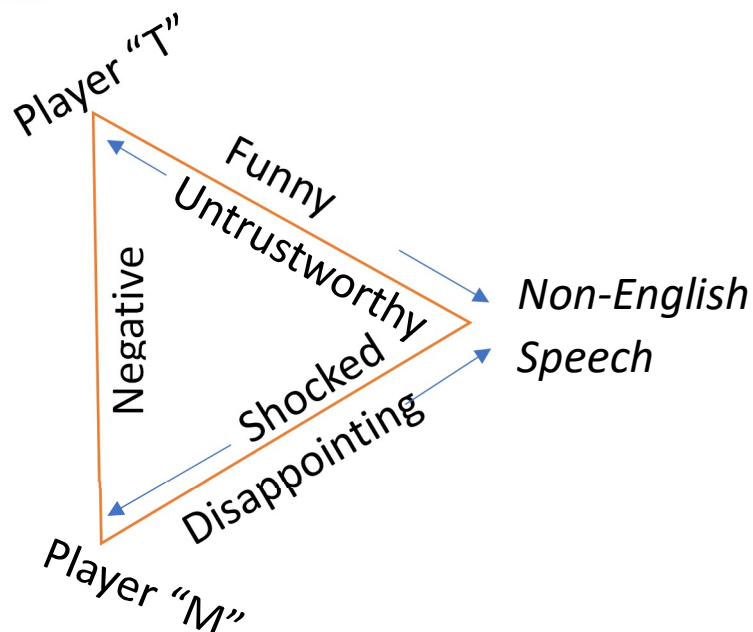 Player “T”
Funny
Untrustworthy
Non-English
Speech
Negative
Shocked
Disappointing
Player “M”